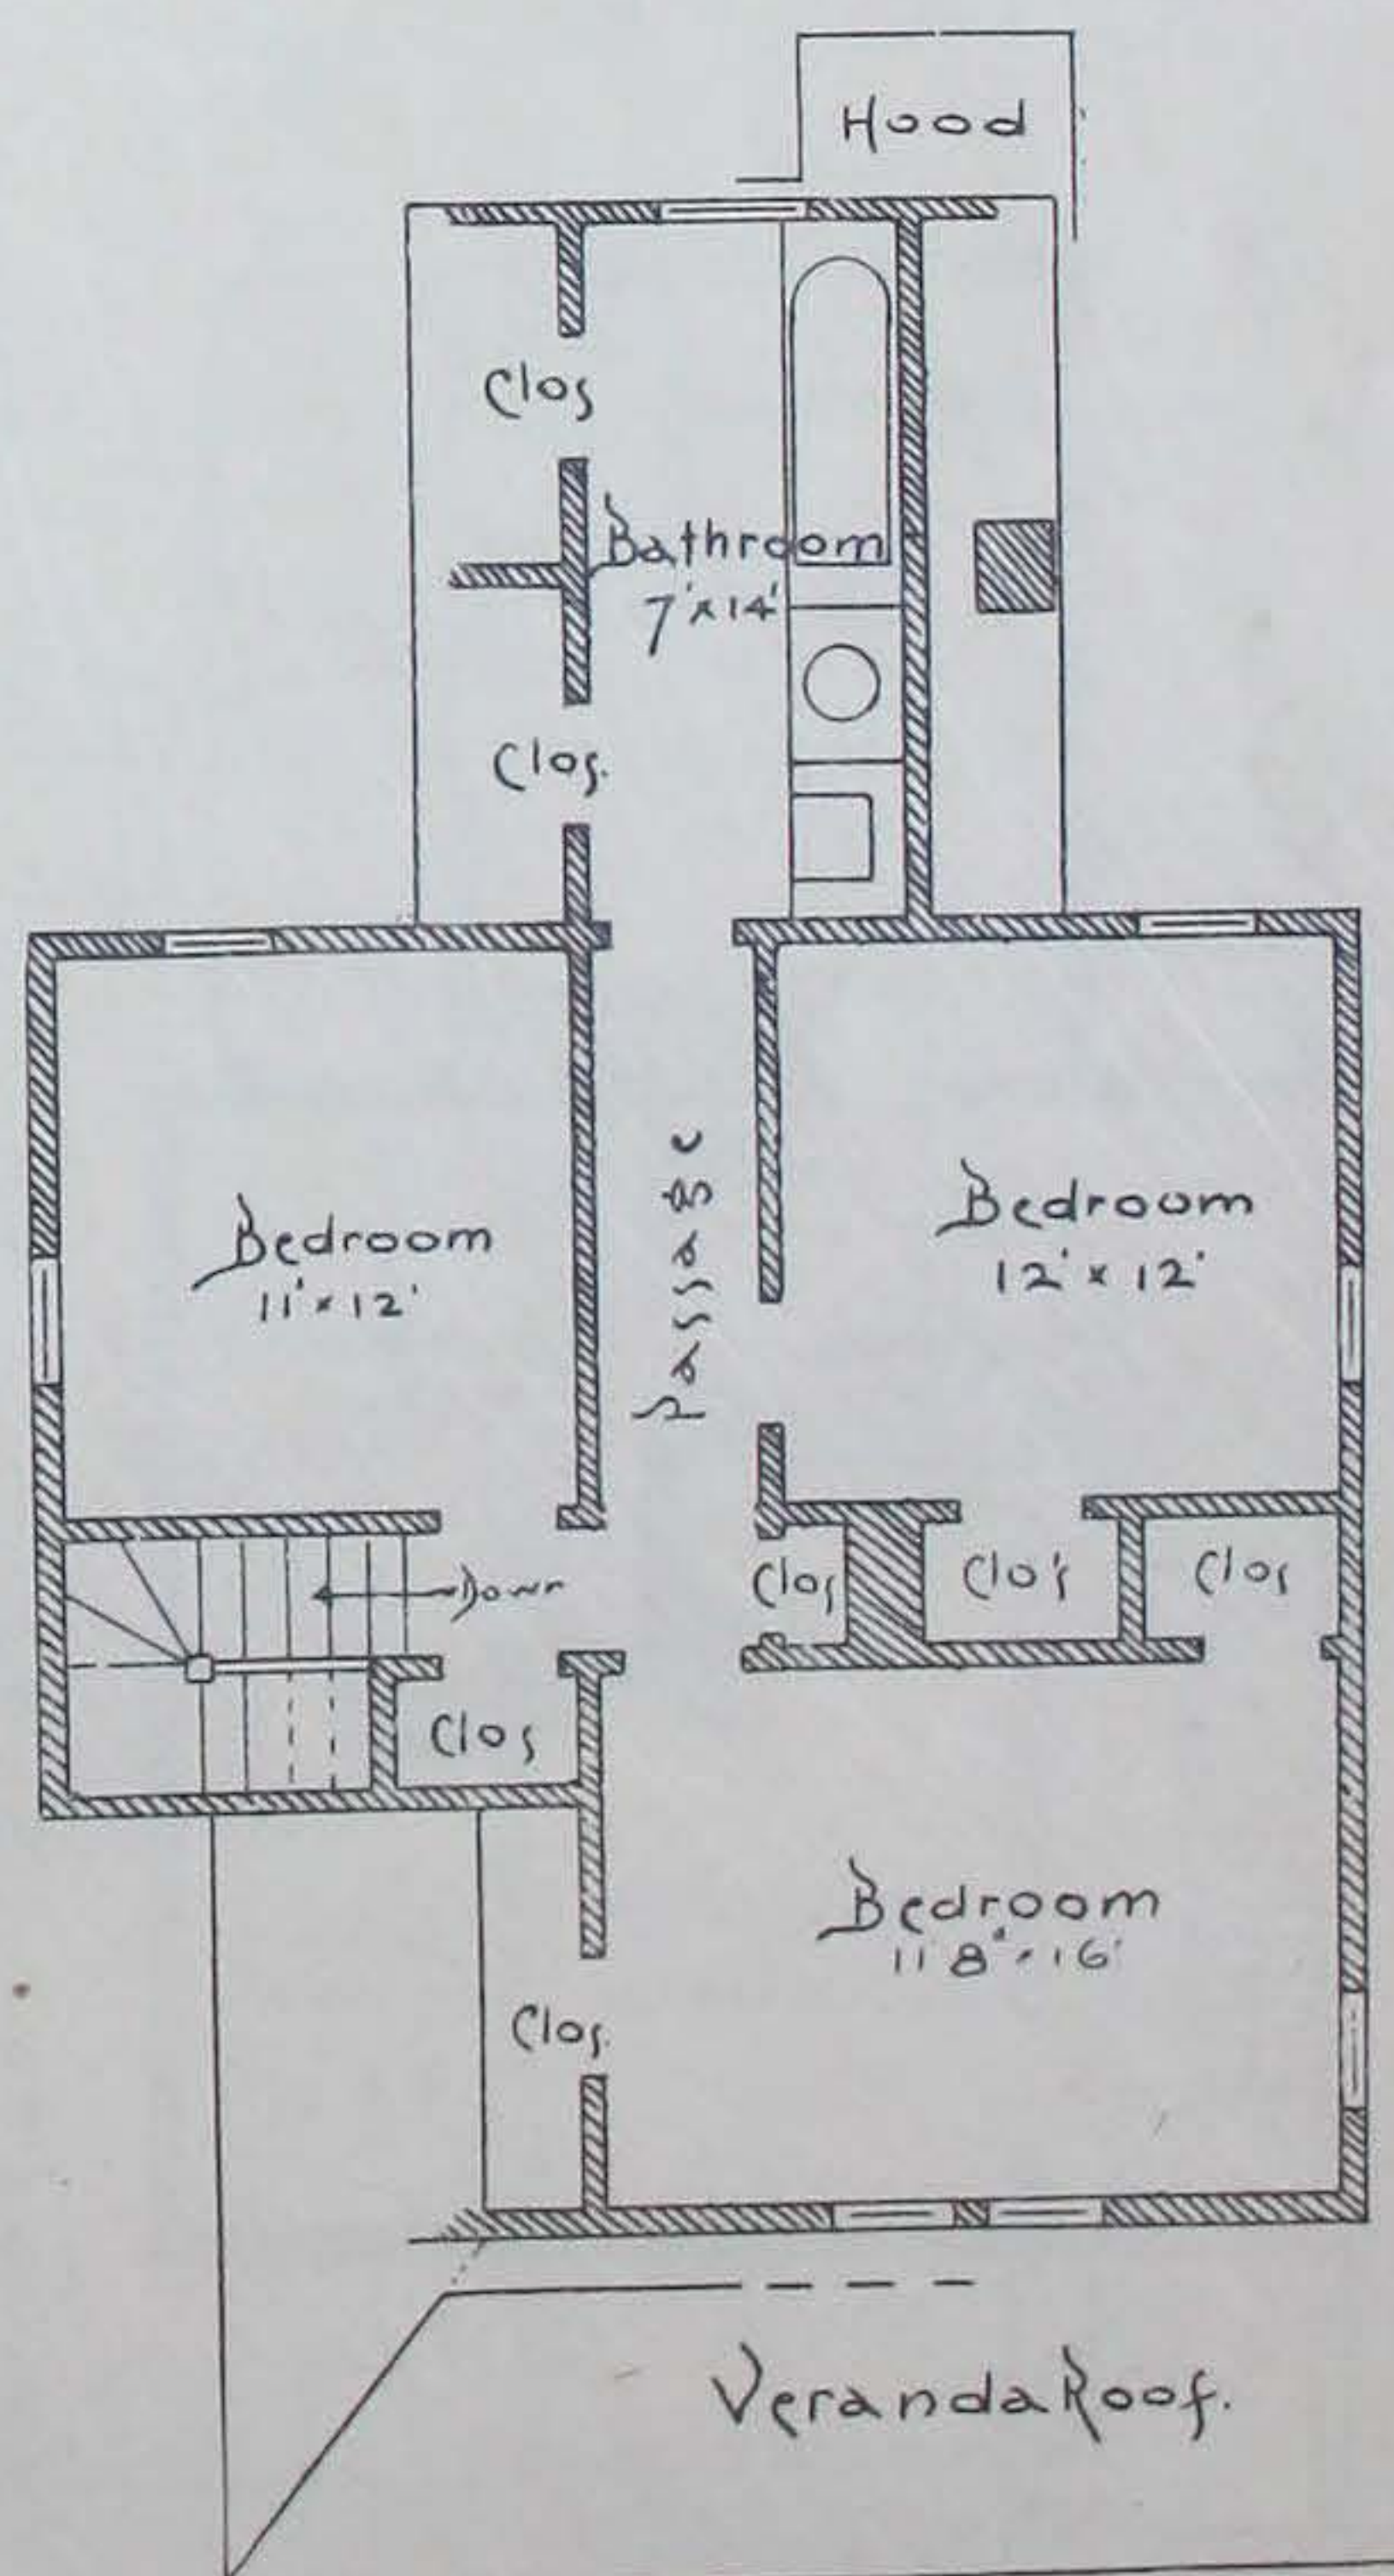 Hood
Clos
Bathroom
7' x 14'
Clos.
Passage
Bedroom
11' x 12'
Bedroom
12' x 12'
Down
Clos
Clo's
Clos
Clos
Bedroom
11' 8" x 16'
Clos.
Veranda Roof.